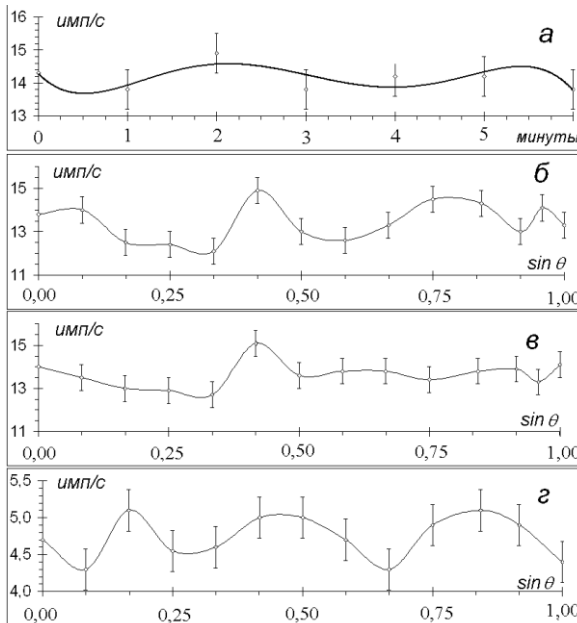 16 имп/с а
15
14
13
0 1 2 3 4 5 минуты
имп/с б
15
13
11 sin θ
0,00 0,25 0,50 0,75 1,00
имп/с в
15
13
11 sin θ
0,00 0,25 0,50 0,75 1,00
5,5 имп/с г
5,0
4,5
4,0 sin θ
0,00 0,25 0,50 0,75 1,00